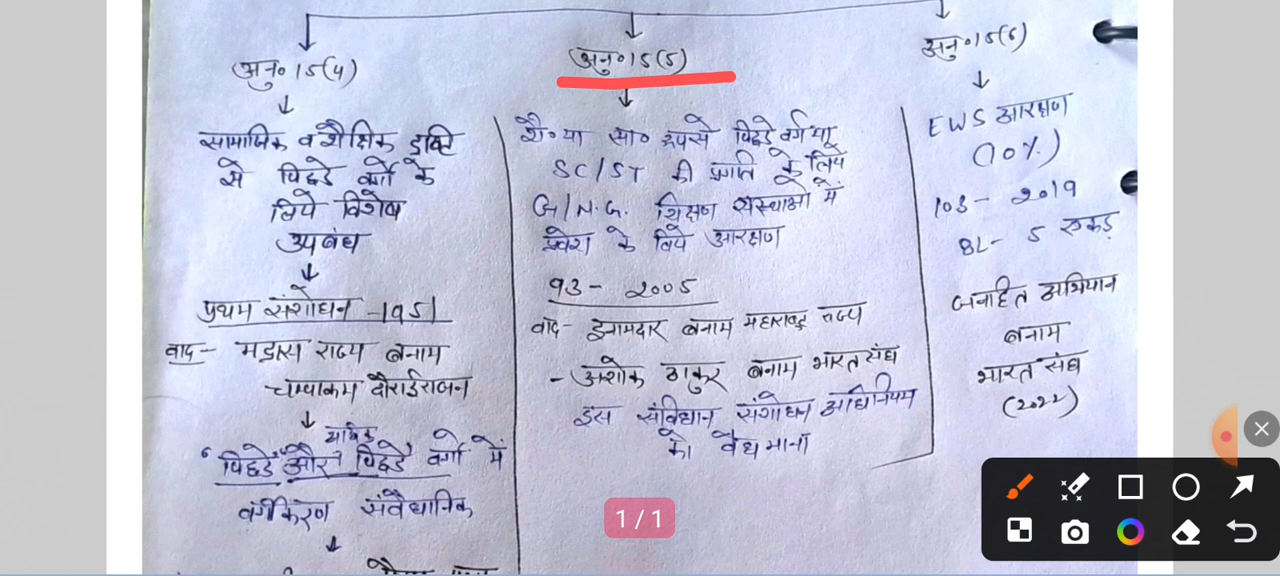 अनु० 15(4)
सामाजिक व शैक्षिक दृष्टि
से पिछडे वर्गो के
लिये विशेष
उपबंध
प्रथम संशोधन - 1951
वाद - मद्रास राज्य बनाम
चम्पाकम दौराईराजन
"पिछडे" और "पिछडे" वर्गो में
वर्गीकरण संवैधानिक
अनु० 15(5)
शै० या सा० रूपसे पिछडे वर्ग या
SC/ST की प्रगति के लिये
G/N.G. शिक्षण संस्थाओ में
प्रवेश के लिये आरक्षण
93 - 2005
वाद - इनामदार बनाम महाराष्ट्र राज्य
- अशोक ठाकुर बनाम भारत संघ
इस संविधान संशोधन अधिनियम
को वैध माना
अनु० 15(6)
EWS आरक्षण
(10%)
103 - 2019
8L - 5 एकड़
जनहित अभियान
बनाम
भारत संघ
(2022)
1 / 1